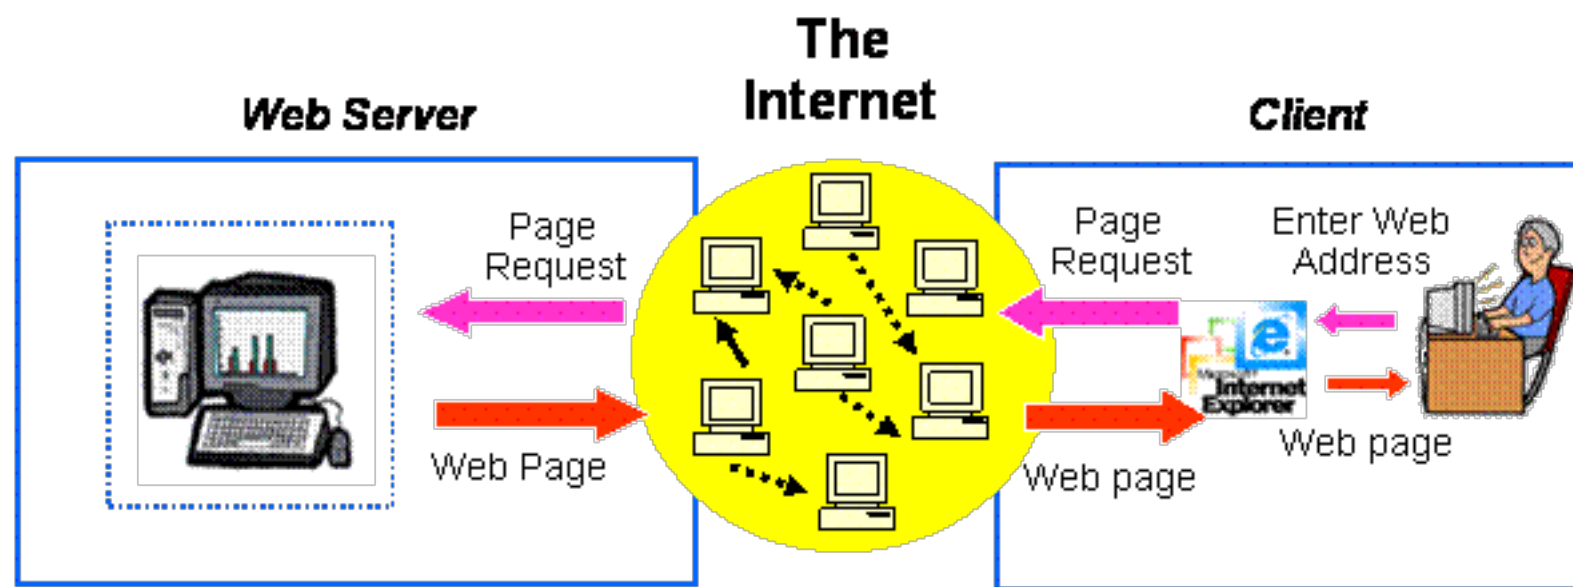 The
Internet
Web Server
Client
Page
Request
Page
Request
Enter Web
Address
Microsoft
Internet
Explorer
Web Page
Web page
Web page